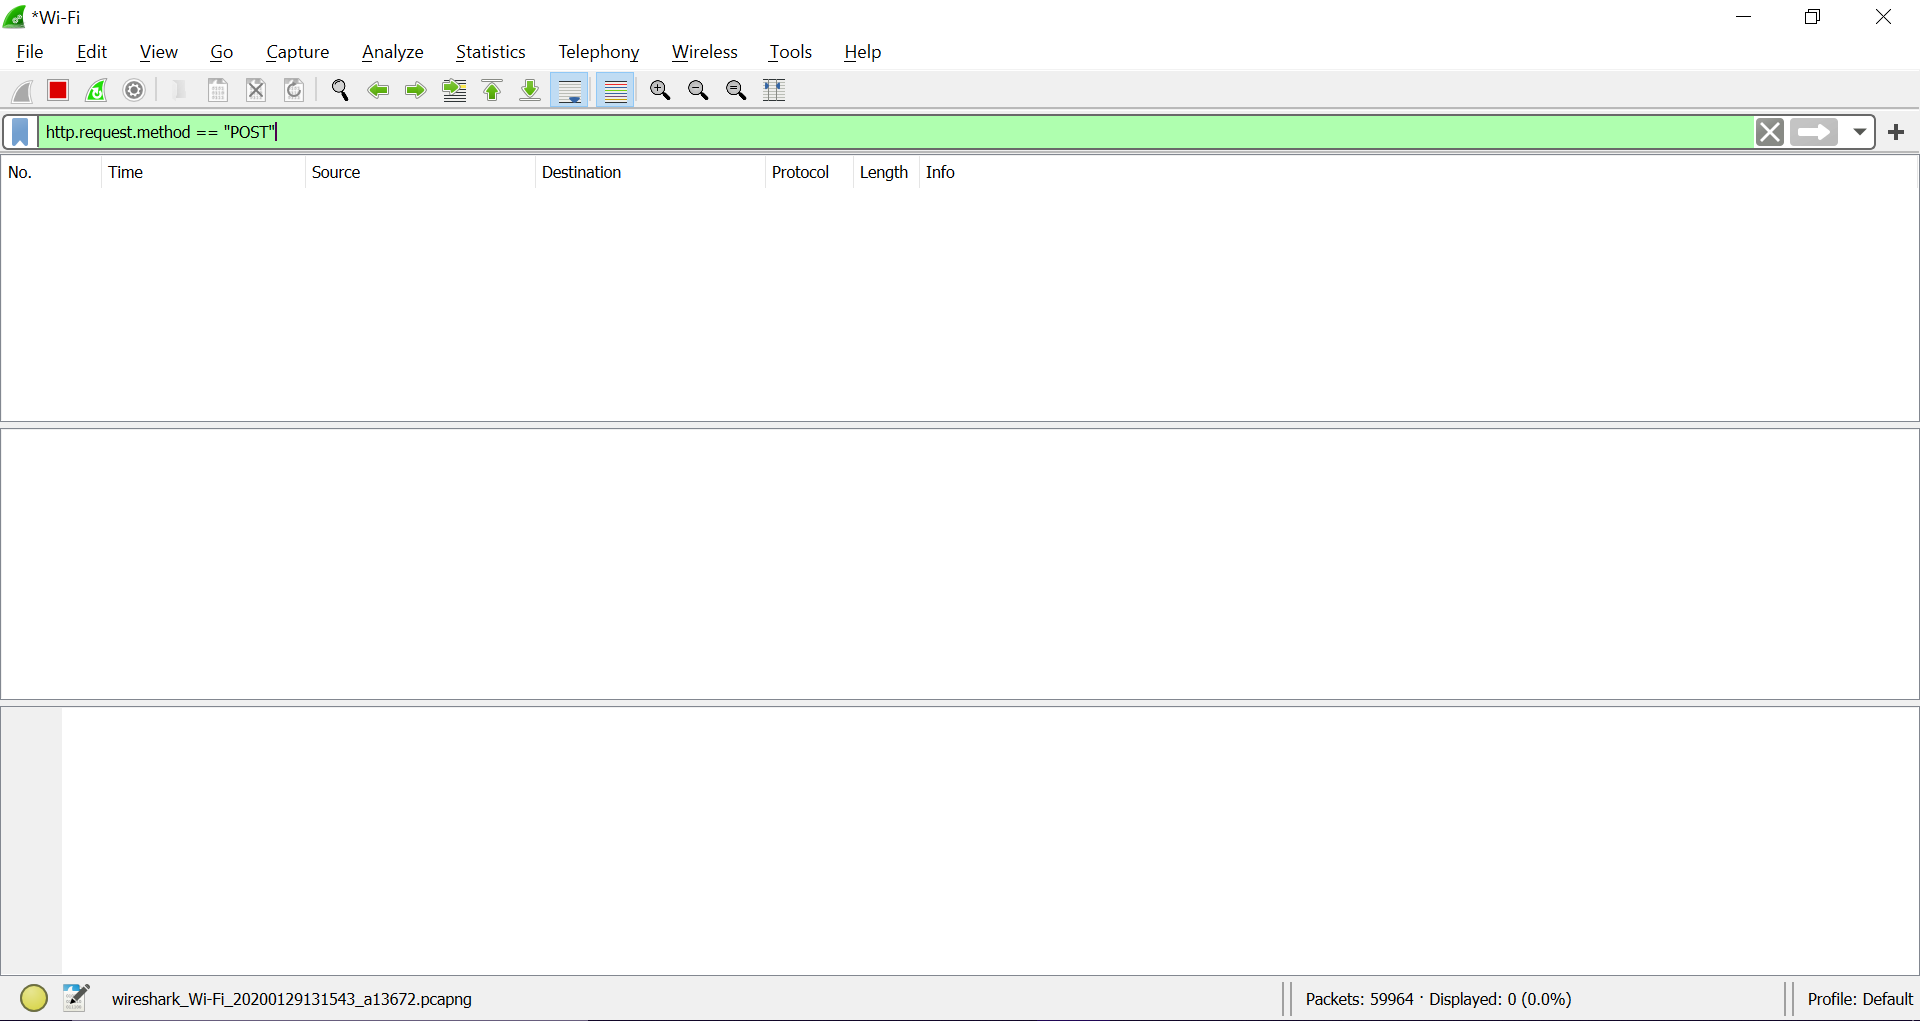 *Wi-Fi
File Edit View Go Capture Analyze Statistics Telephony Wireless Tools Help
http.request.method == "POST"
No. Time Source Destination Protocol Length Info
wireshark_Wi-Fi_20200129131543_a13672.pcapng Packets: 59964 · Displayed: 0 (0.0%) Profile: Default